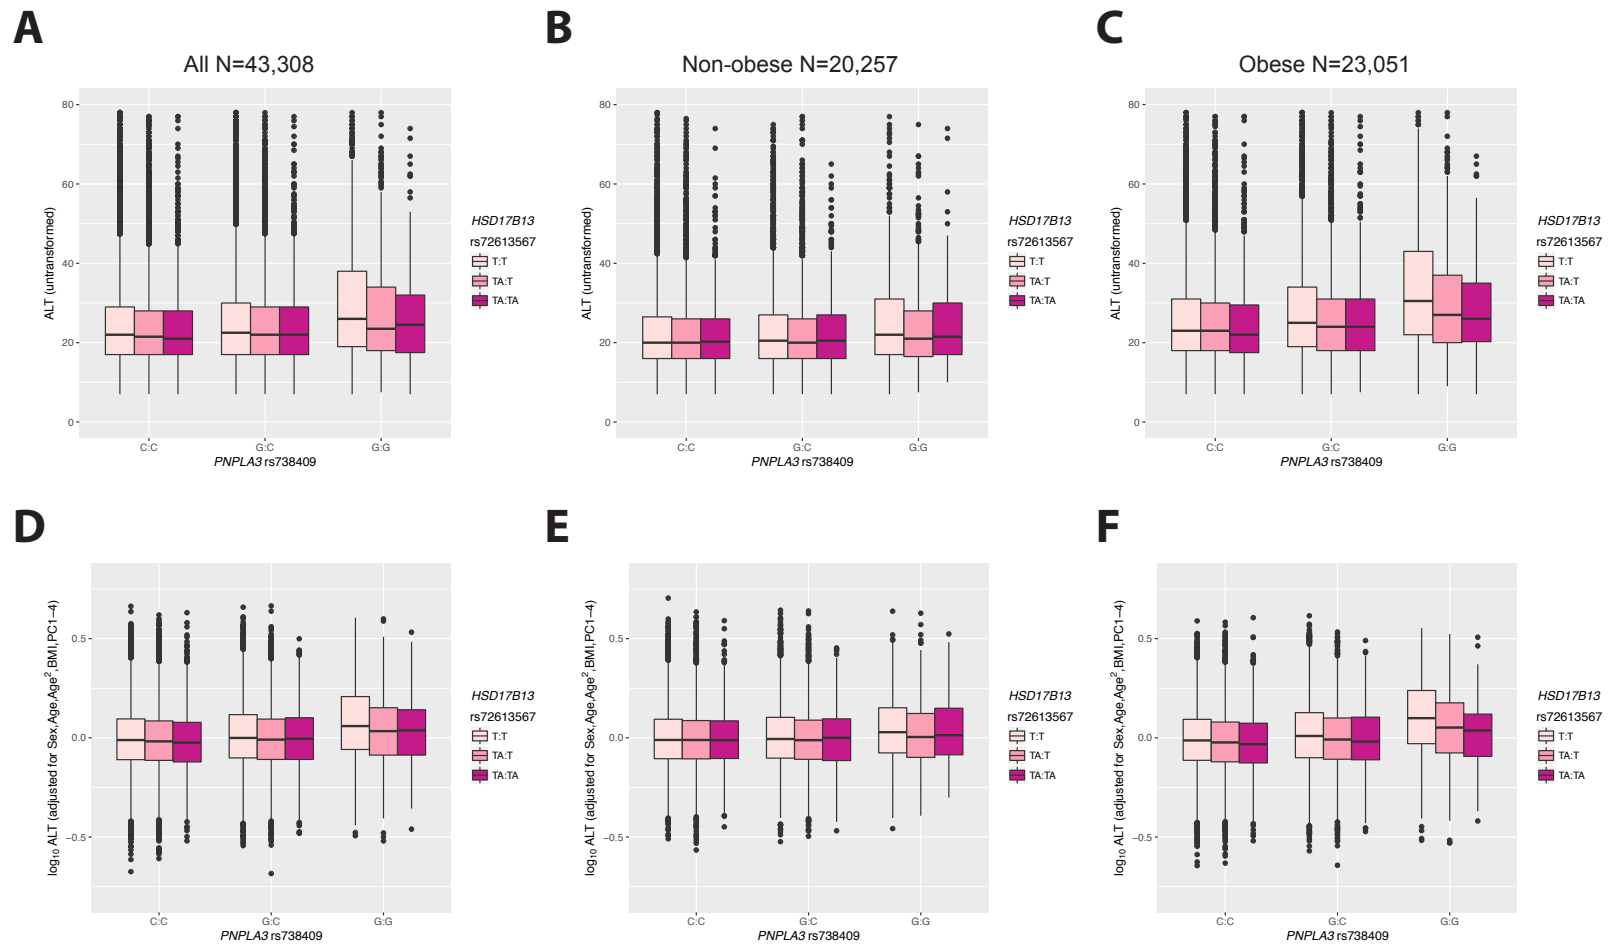 A
B
C
All N=43,308
Non-obese N=20,257
Obese N=23,051
ALT (untransformed)
80
60
40
20
0
C:C
G:C
G:G
PNPLA3 rs738409
HSD17B13
rs72613567
T:T
TA:T
TA:TA
ALT (untransformed)
80
60
40
20
0
C:C
G:C
G:G
PNPLA3 rs738409
HSD17B13
rs72613567
T:T
TA:T
TA:TA
ALT (untransformed)
80
60
40
20
0
C:C
G:C
G:G
PNPLA3 rs738409
HSD17B13
rs72613567
T:T
TA:T
TA:TA
D
E
F
log₁₀ ALT (adjusted for Sex,Age,Age²,BMI,PC1−4)
0.5
0.0
−0.5
C:C
G:C
G:G
PNPLA3 rs738409
HSD17B13
rs72613567
T:T
TA:T
TA:TA
log₁₀ ALT (adjusted for Sex,Age,Age²,BMI,PC1−4)
0.5
0.0
−0.5
C:C
G:C
G:G
PNPLA3 rs738409
HSD17B13
rs72613567
T:T
TA:T
TA:TA
log₁₀ ALT (adjusted for Sex,Age,Age²,BMI,PC1−4)
0.5
0.0
−0.5
C:C
G:C
G:G
PNPLA3 rs738409
HSD17B13
rs72613567
T:T
TA:T
TA:TA